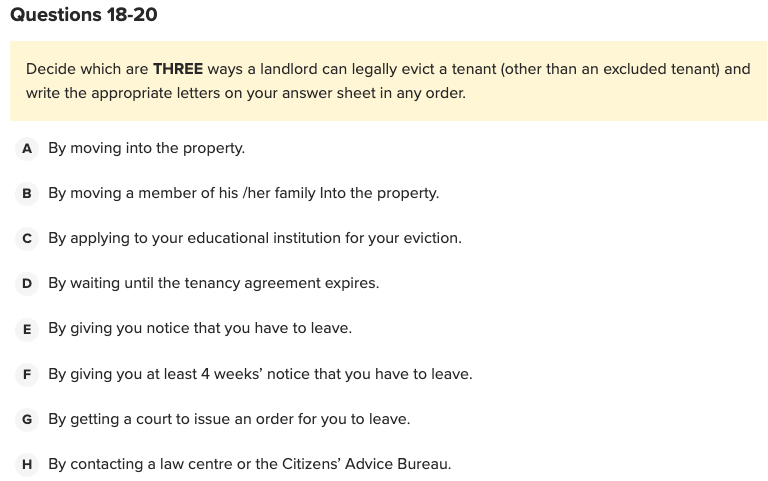 Questions 18-20
Decide which are THREE ways a landlord can legally evict a tenant (other than an excluded tenant) and
write the appropriate letters on your answer sheet in any order.
A By moving into the property.
B By moving a member of his /her family Into the property.
C By applying to your educational institution for your eviction.
D By waiting until the tenancy agreement expires.
E By giving you notice that you have to leave.
F By giving you at least 4 weeks’ notice that you have to leave.
G By getting a court to issue an order for you to leave.
H By contacting a law centre or the Citizens’ Advice Bureau.